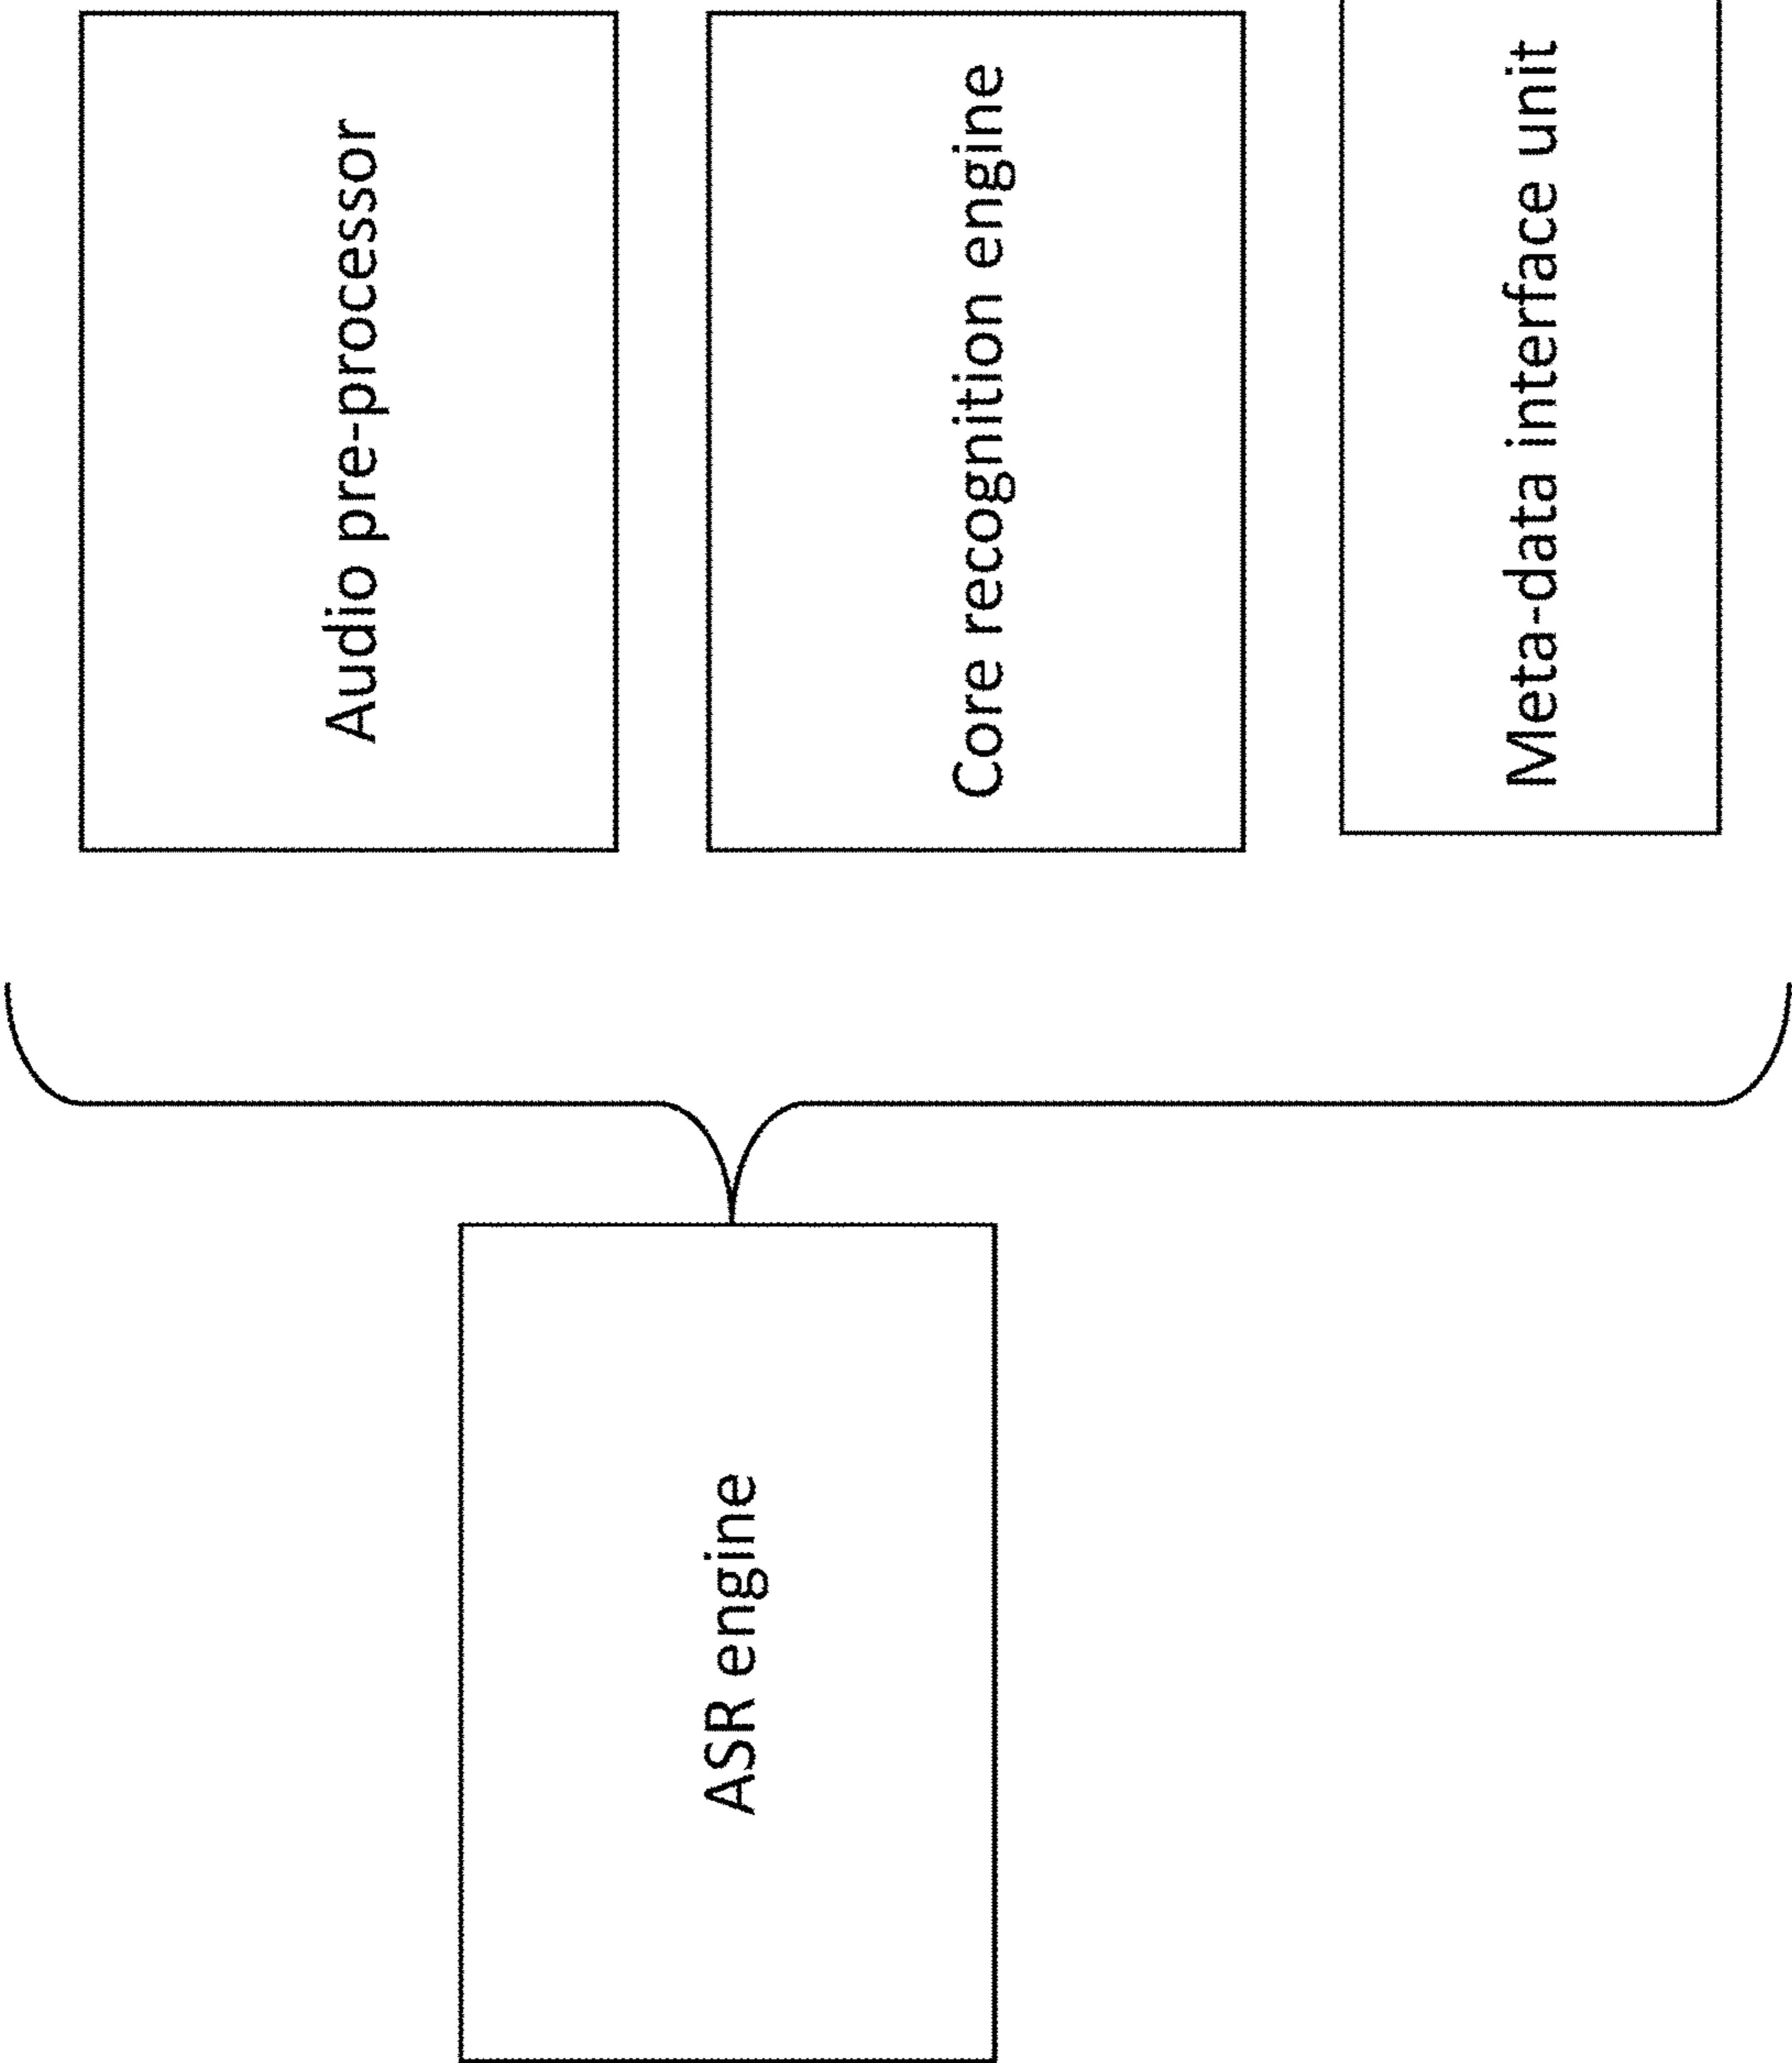 ASR engine
Audio pre-processor
Core recognition engine
Meta-data interface unit